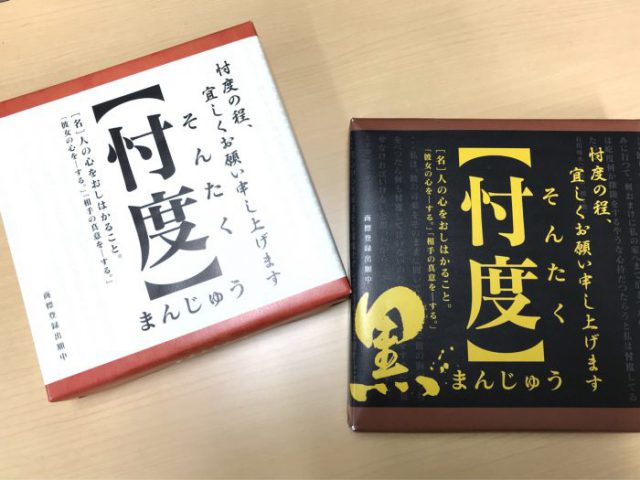 忖度の程、
宜しくお願い申し上げます
そんたく
【忖度】
［名］人の心をおしはかること。
「彼女の心を―する。」「相手の真意を―する。」
まんじゅう
商標登録出願中
忖度の程、
宜しくお願い申し上げます
そんたく
【忖度】
［名］人の心をおしはかること。
「彼女の心を―する。」「相手の真意を―する。」
黒
まんじゅう
商標登録出願中